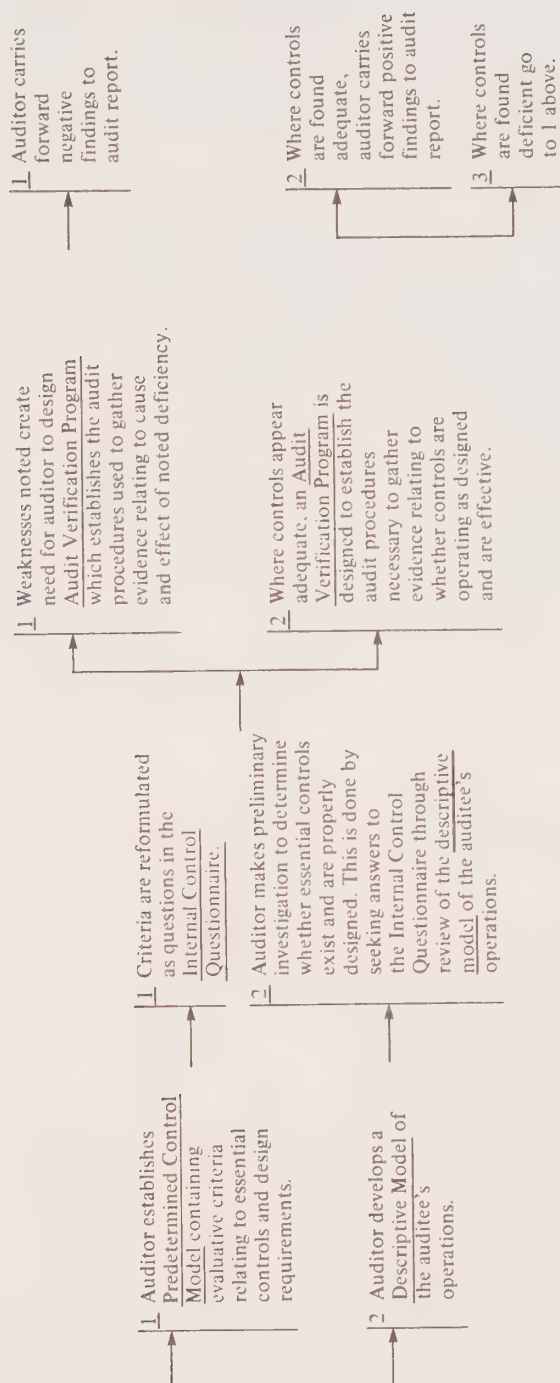 1 Auditor establishes
Predetermined Control
Model containing
evaluative criteria
relating to essential
controls and design
requirements.
2 Auditor develops a
Descriptive Model of
the auditee's
operations.
1 Criteria are reformulated
as questions in the
Internal Control
Questionnaire.
2 Auditor makes preliminary
investigation to determine
whether essential controls
exist and are properly
designed. This is done by
seeking answers to
the Internal Control
Questionnaire through
review of the descriptive
model of the auditee's
operations.
1 Weaknesses noted create
need for auditor to design
Audit Verification Program
which establishes the audit
procedures used to gather
evidence relating to cause
and effect of noted deficiency.
2 Where controls appear
adequate, an Audit
Verification Program is
designed to establish the
audit procedures
necessary to gather
evidence relating to
whether controls are
operating as designed
and are effective.
1 Auditor carries
forward
negative
findings to
audit report.
2 Where controls
are found
adequate,
auditor carries
forward positive
findings to audit
report.
3 Where controls
are found
deficient go
to 1 above.